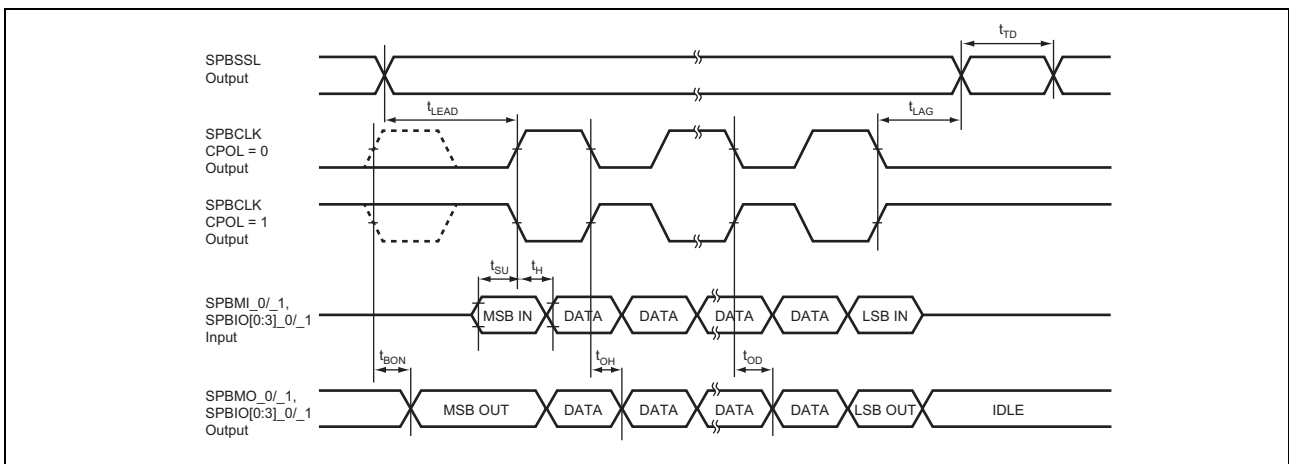 SPBSSL
Output
tTD
tLEAD
tLAG
SPBCLK
CPOL = 0
Output
SPBCLK
CPOL = 1
Output
tSU
tH
SPBMI_0/_1,
SPBIO[0:3]_0/_1
Input
MSB IN
DATA
DATA
DATA
DATA
LSB IN
tBON
tOH
tOD
SPBMO_0/_1,
SPBIO[0:3]_0/_1
Output
MSB OUT
DATA
DATA
DATA
DATA
LSB OUT
IDLE